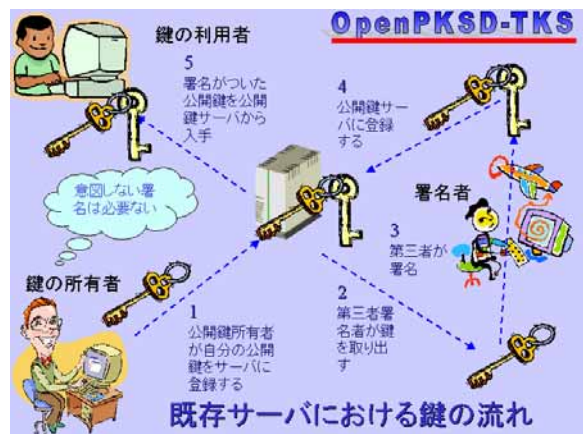 OpenPKSD-TKS
鍵の利用者
5
署名がついた
公開鍵を公開
鍵サーバから
入手
4
公開鍵サー
バに登録
する
意図しない署
名は必要ない
署名者
3
第三者が
署名
鍵の所有者
1
公開鍵所有者
が自分の公開
鍵をサーバに
登録する
2
第三者署
名者が鍵
を取り出
す
既存サーバにおける鍵の流れ